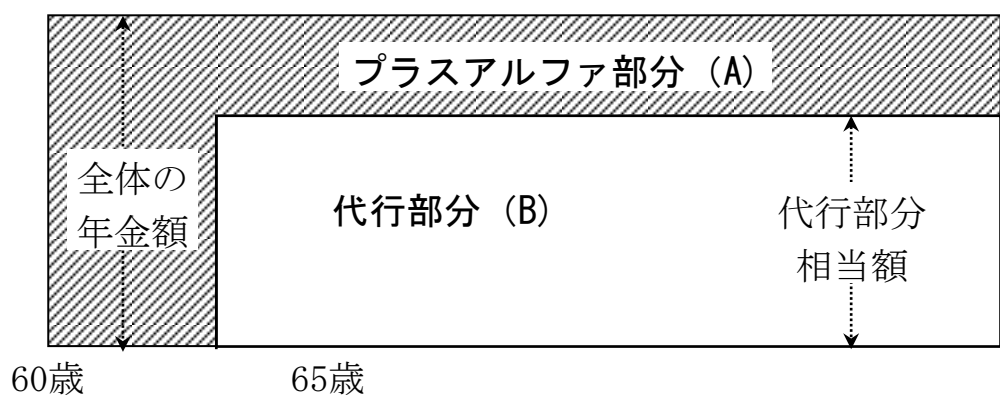 プラスアルファ部分（A）
全体の
年金額
代行部分（B）
代行部分
相当額
60歳
65歳